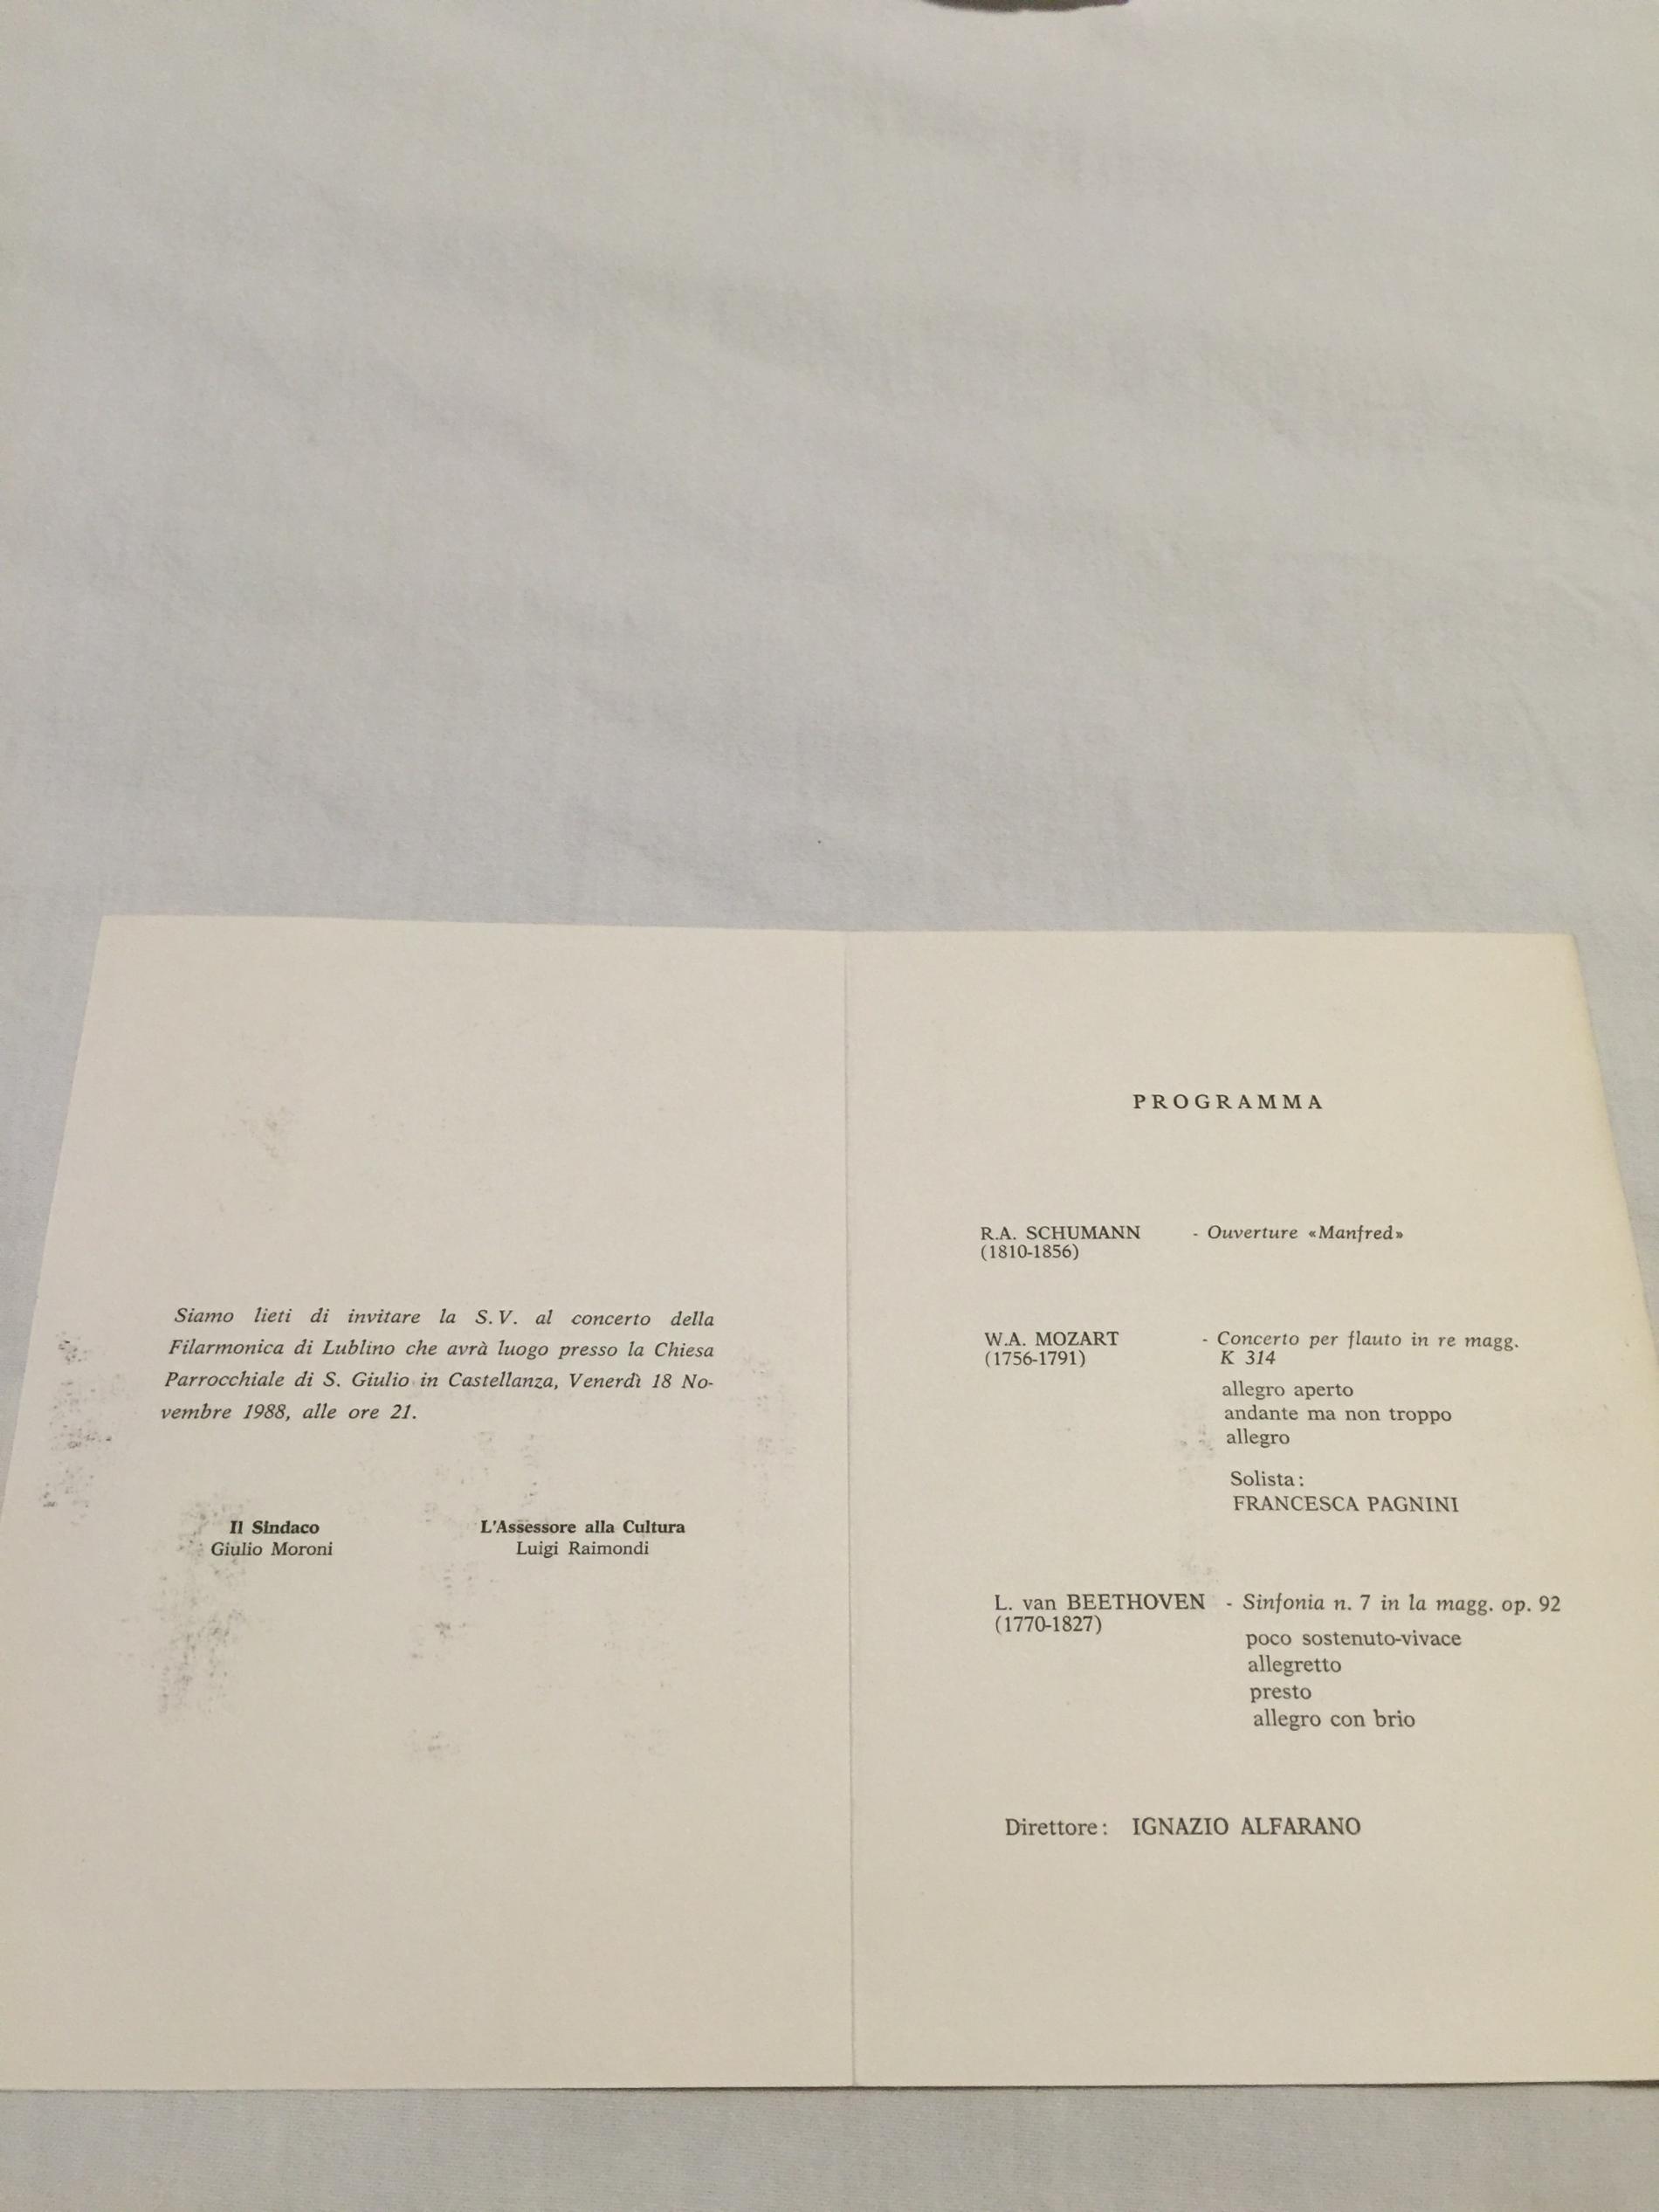 Siamo lieti di invitare la S.V. al concerto della
Filarmonica di Lublino che avrà luogo presso la Chiesa
Parrocchiale di S. Giulio in Castellanza, Venerdì 18 No-
vembre 1988, alle ore 21.
Il Sindaco
Giulio Moroni
L'Assessore alla Cultura
Luigi Raimondi
PROGRAMMA
R.A. SCHUMANN - Ouverture «Manfred»
(1810-1856)
W.A. MOZART - Concerto per flauto in re magg.
(1756-1791) K 314
allegro aperto
andante ma non troppo
allegro
Solista:
FRANCESCA PAGNINI
L. van BEETHOVEN - Sinfonia n. 7 in la magg. op. 92
(1770-1827)
poco sostenuto-vivace
allegretto
presto
allegro con brio
Direttore: IGNAZIO ALFARANO